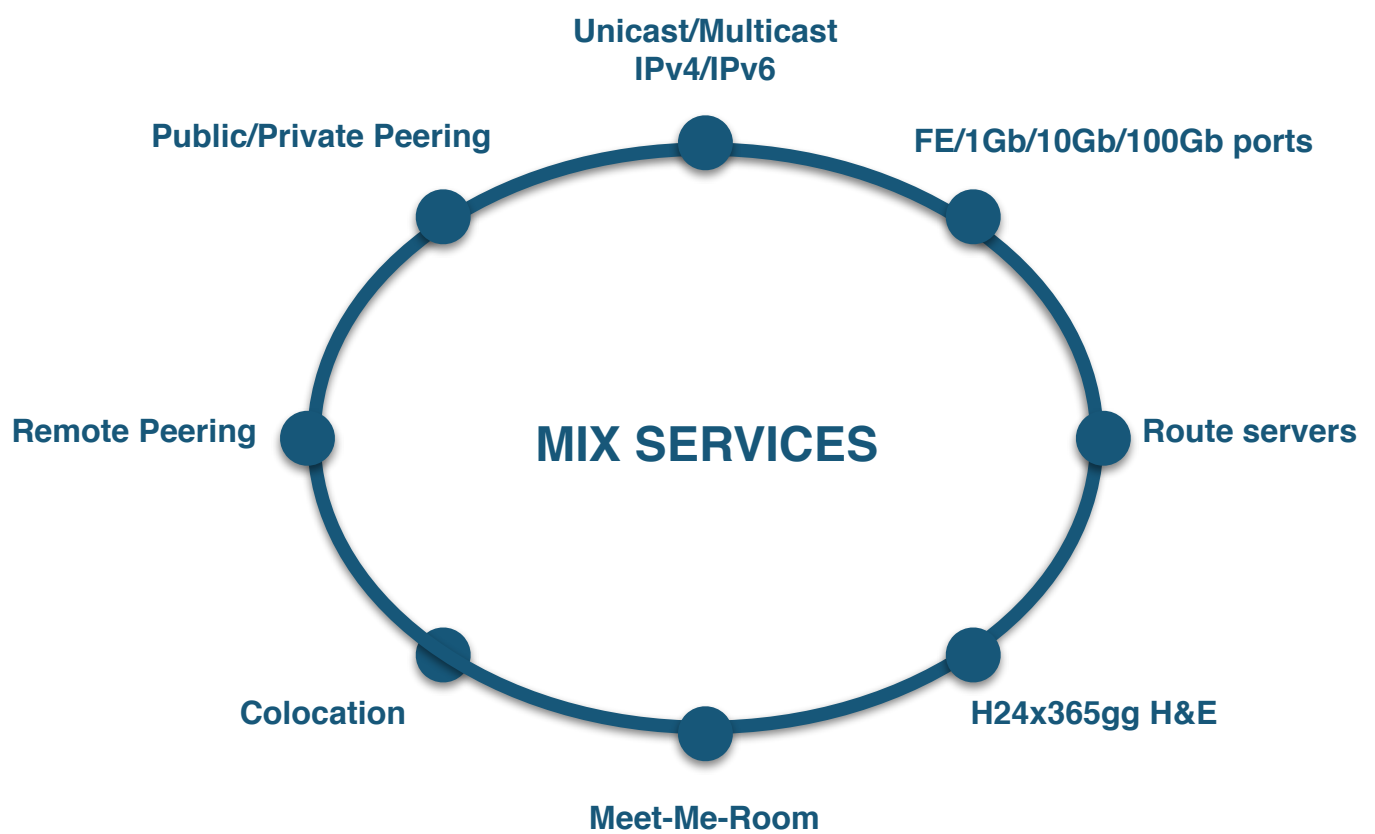 Unicast/Multicast
IPv4/IPv6
Public/Private Peering
FE/1Gb/10Gb/100Gb ports
Remote Peering
MIX SERVICES
Route servers
Colocation
H24x365gg H&E
Meet-Me-Room